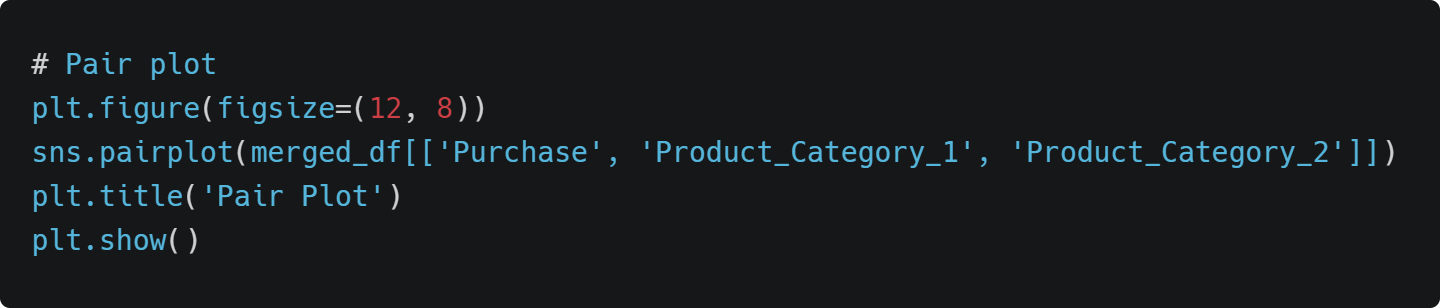 # Pair plot
plt.figure(figsize=(12, 8))
sns.pairplot(merged_df[['Purchase', 'Product_Category_1', 'Product_Category_2']])
plt.title('Pair Plot')
plt.show()